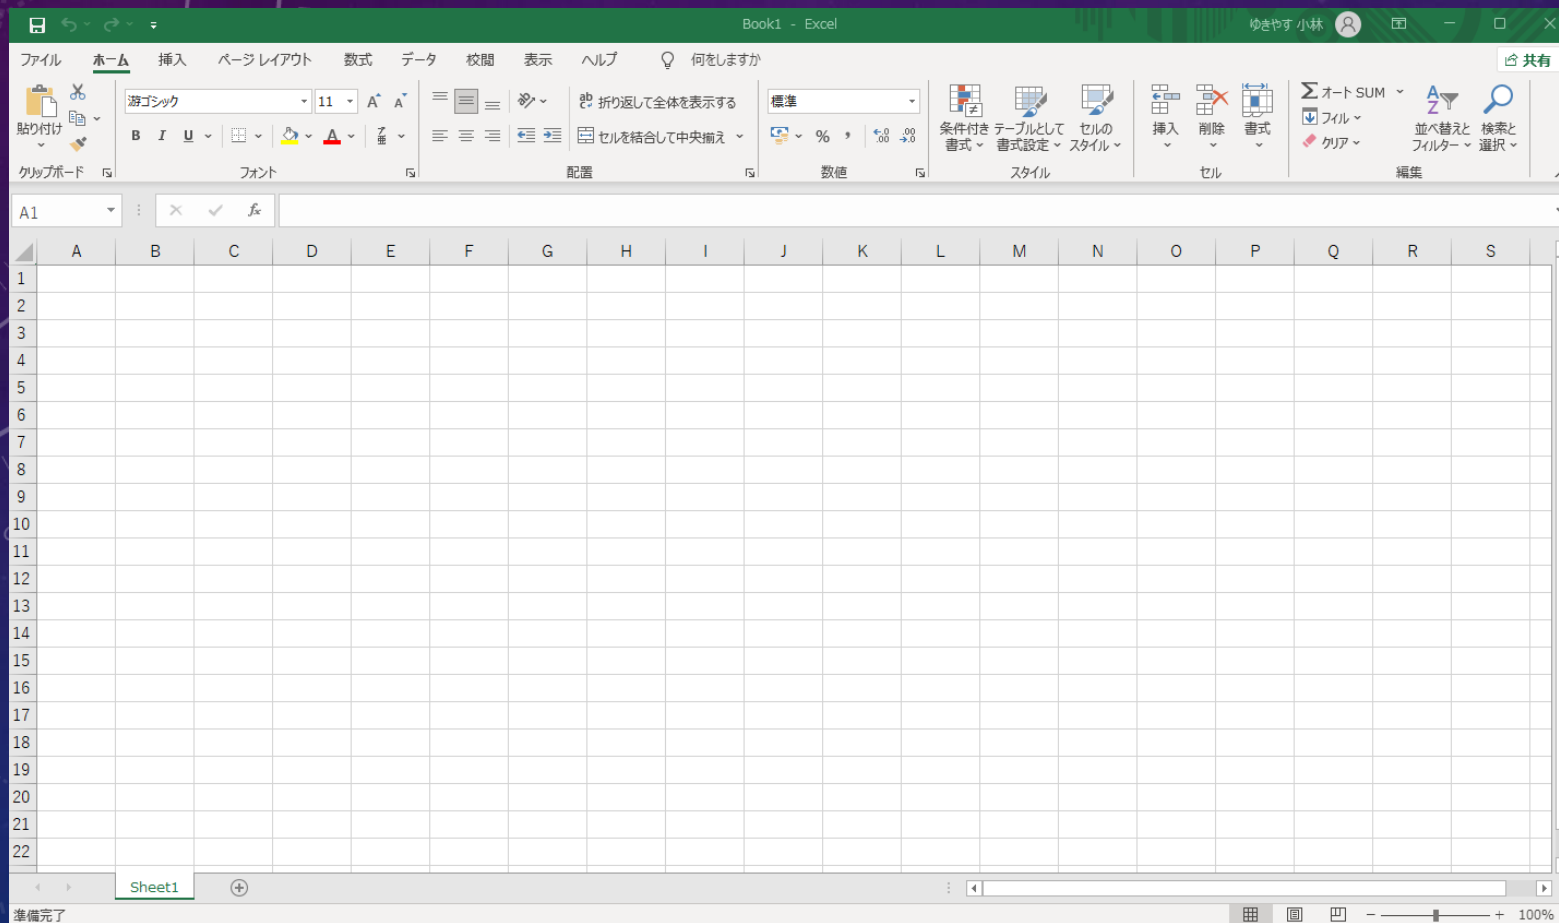 Book1 - Excel
ゆきやす 小林
ファイル ホーム 挿入 ページ レイアウト 数式 データ 校閲 表示 ヘルプ 何をしますか 共有
貼り付け
クリップボード
游ゴシック 11
B I U A
フォント
折り返して全体を表示する
セルを結合して中央揃え
配置
標準
%
数値
条件付き書式
テーブルとして書式設定
セルのスタイル
スタイル
挿入 削除 書式
セル
オート SUM
フィル
クリア
並べ替えとフィルター
検索と選択
編集
A1 fx
A B C D E F G H I J K L M N O P Q R S
1
2
3
4
5
6
7
8
9
10
11
12
13
14
15
16
17
18
19
20
21
22
Sheet1
準備完了 100%